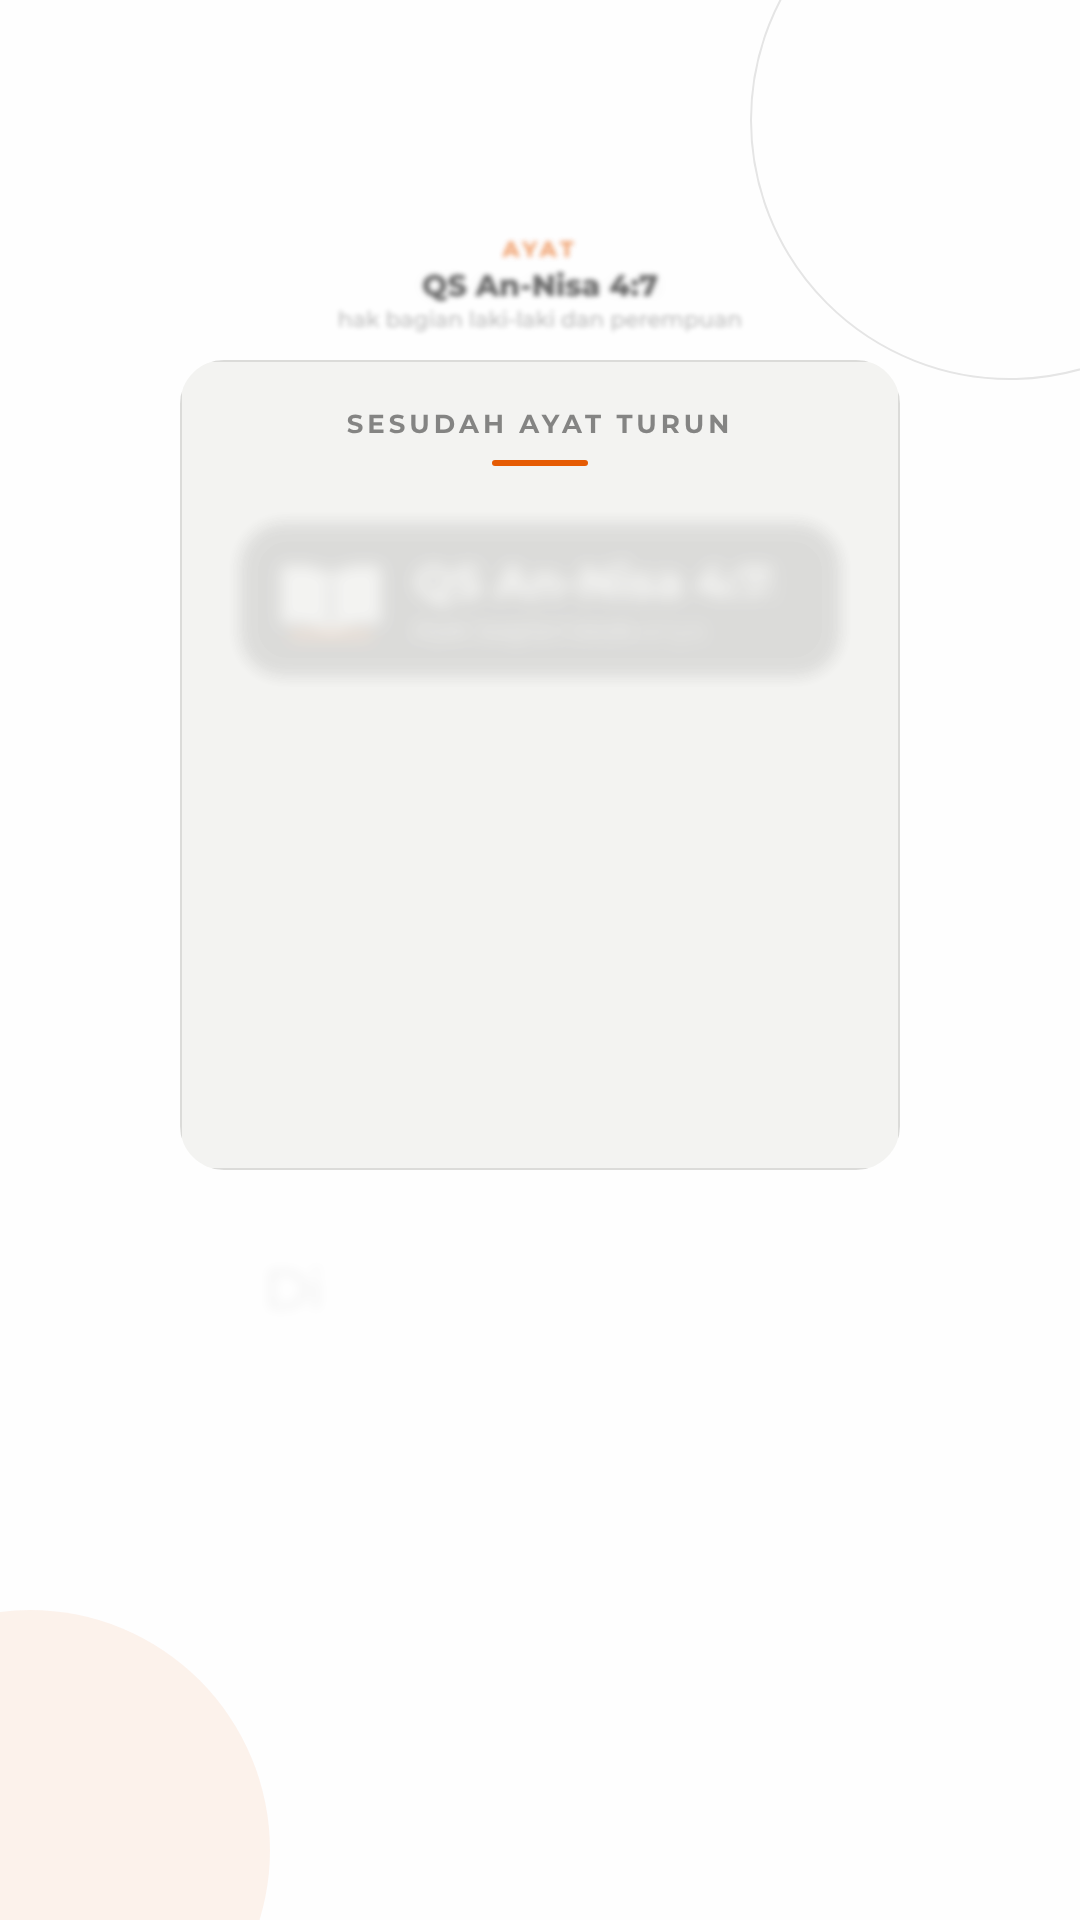 AYAT
QS An-Nisa 4:7
hak bagian laki-laki dan perempuan
SESUDAH AYAT TURUN
QS An-Nisa 4:7